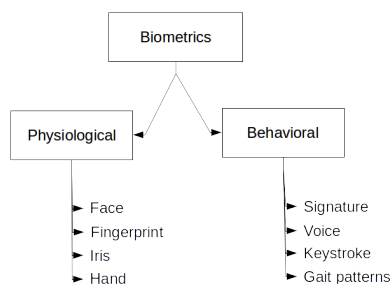 Biometrics
Physiological
Behavioral
Face
Fingerprint
Iris
Hand
Signature
Voice
Keystroke
Gait patterns